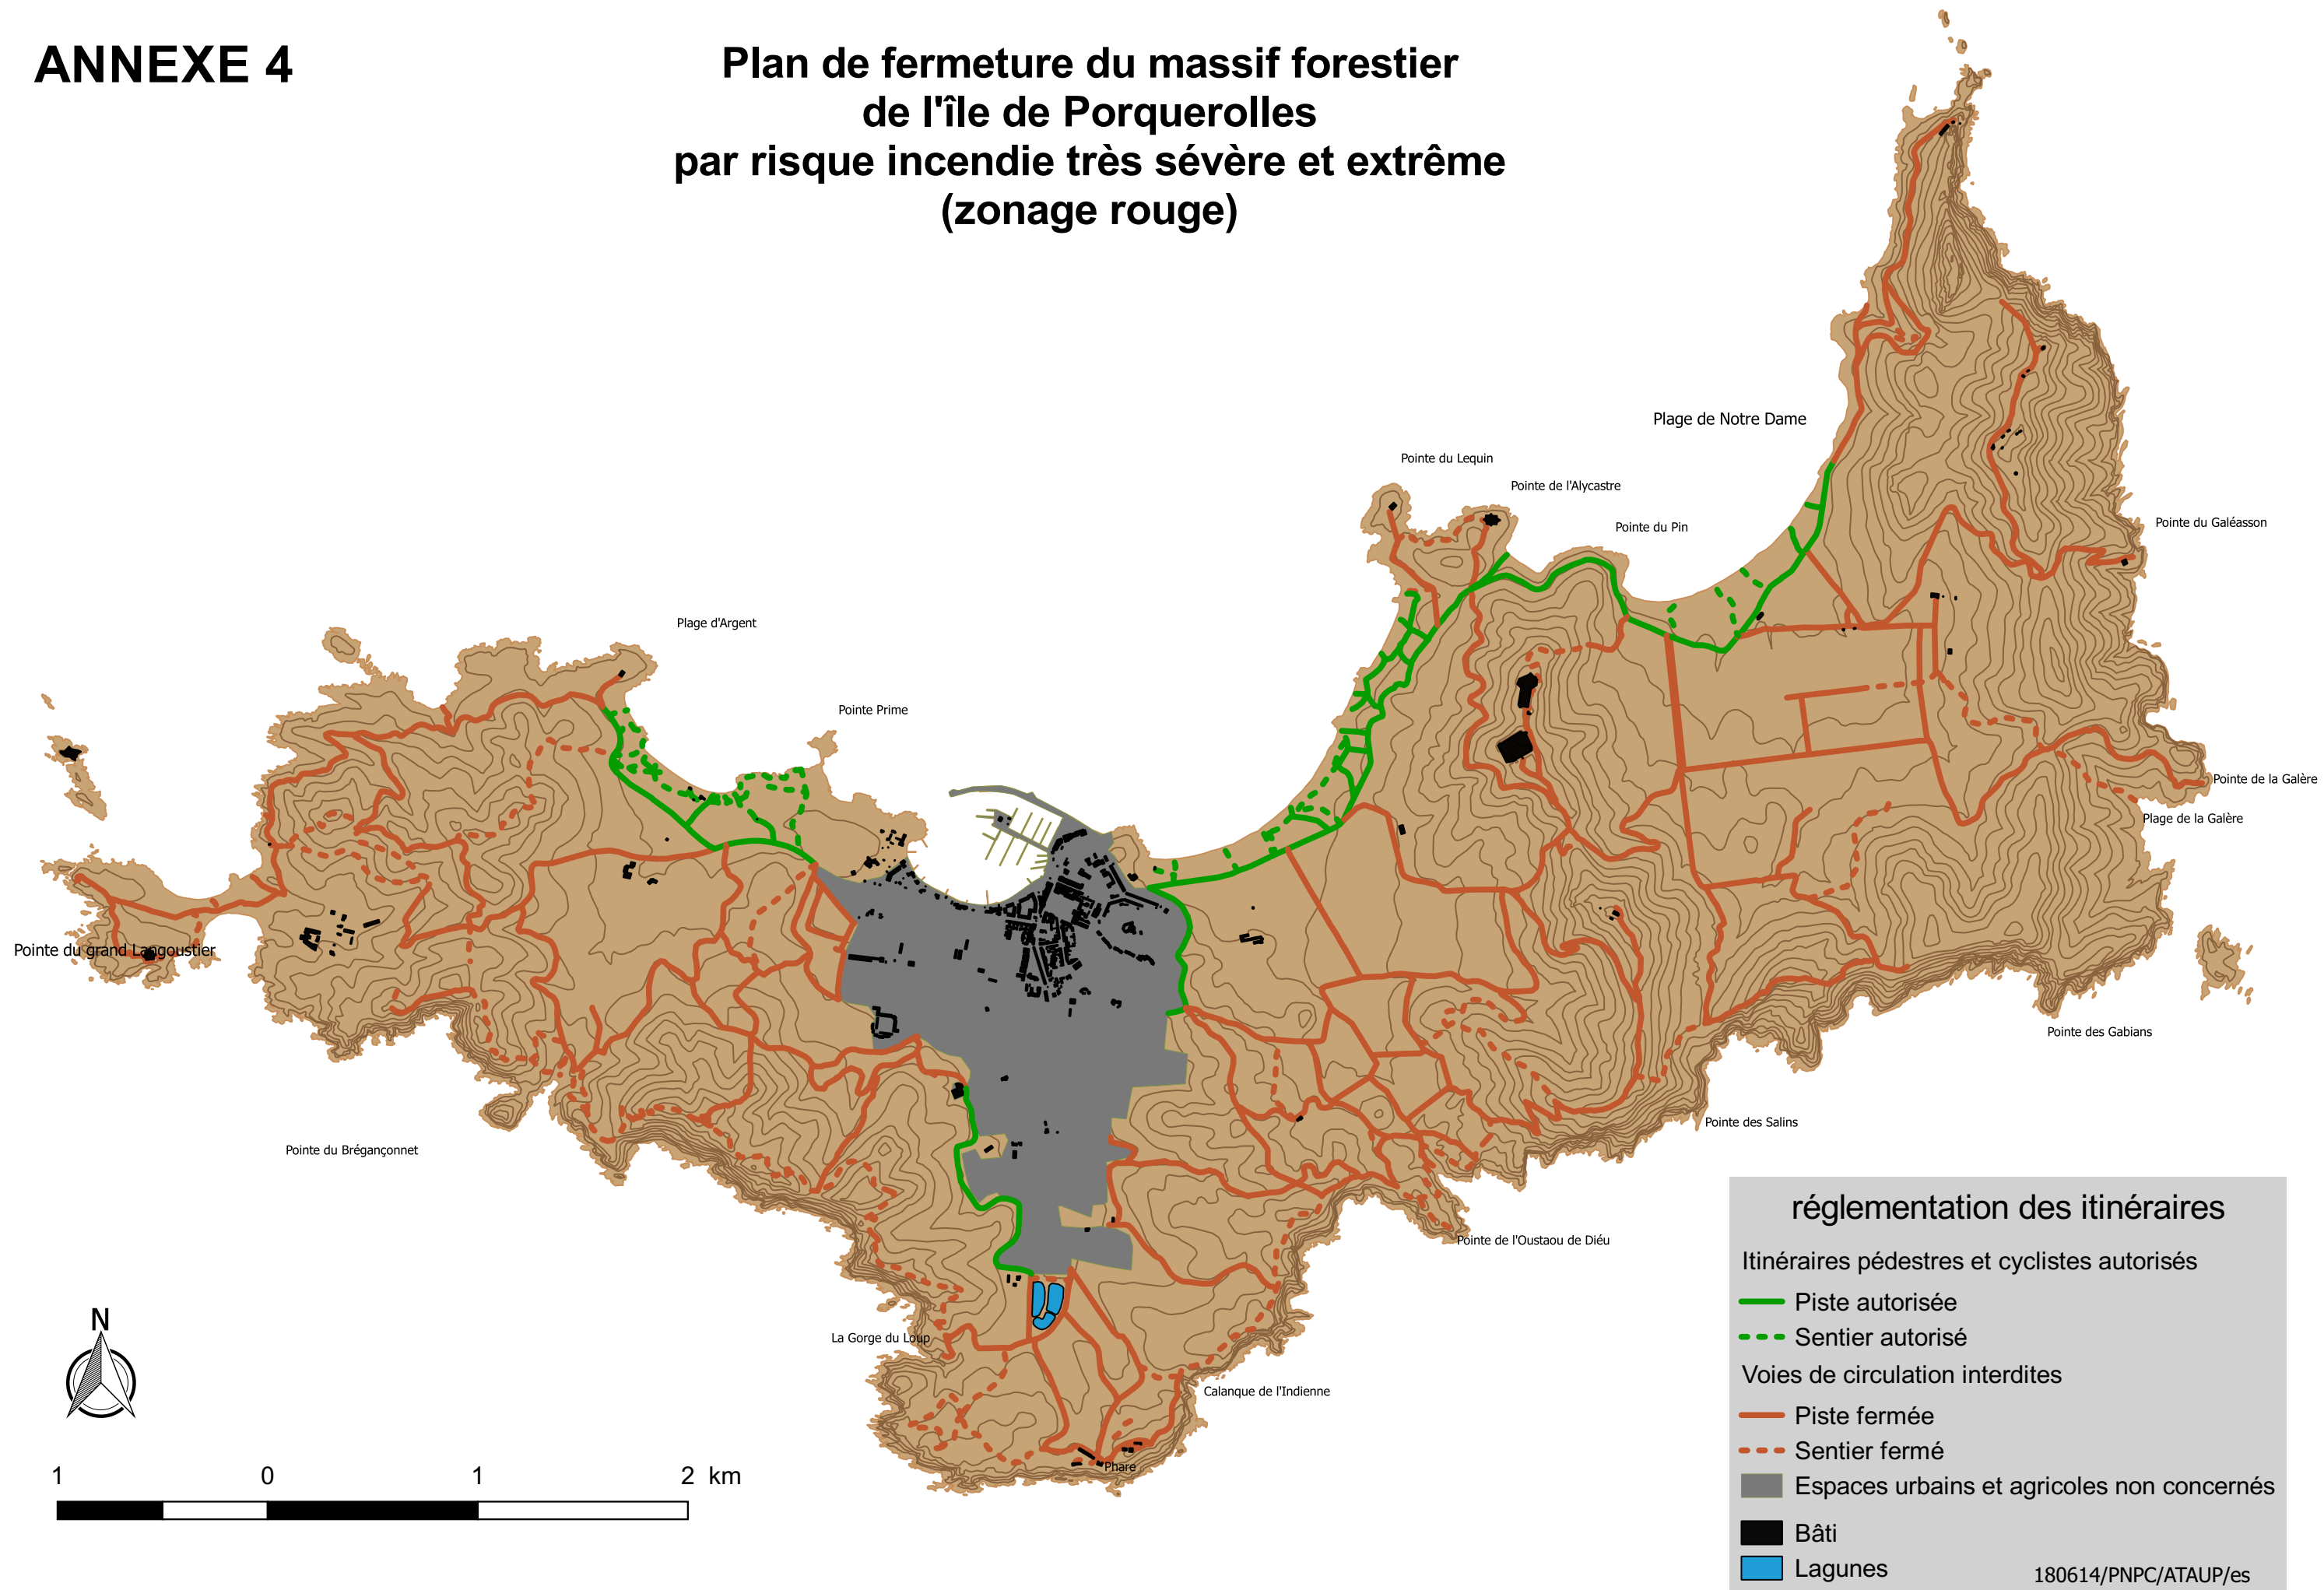 ANNEXE 4
Plan de fermeture du massif forestier
de l'île de Porquerolles
par risque incendie très sévère et extrême
(zonage rouge)
Plage de Notre Dame
Pointe du Lequin
Pointe de l'Alycastre
Pointe du Pin
Pointe du Galéasson
Plage d'Argent
Pointe Prime
Pointe de la Galère
Plage de la Galère
Pointe du grand Langoustier
Pointe des Gabians
Pointe des Salins
Pointe du Brégançonnet
Pointe de l'Oustaou de Diéu
La Gorge du Loup
Calanque de l'Indienne
Phare
N
1 0 1 2 km
réglementation des itinéraires
Itinéraires pédestres et cyclistes autorisés
Piste autorisée
Sentier autorisé
Voies de circulation interdites
Piste fermée
Sentier fermé
Espaces urbains et agricoles non concernés
Bâti
Lagunes
180614/PNPC/ATAUP/es